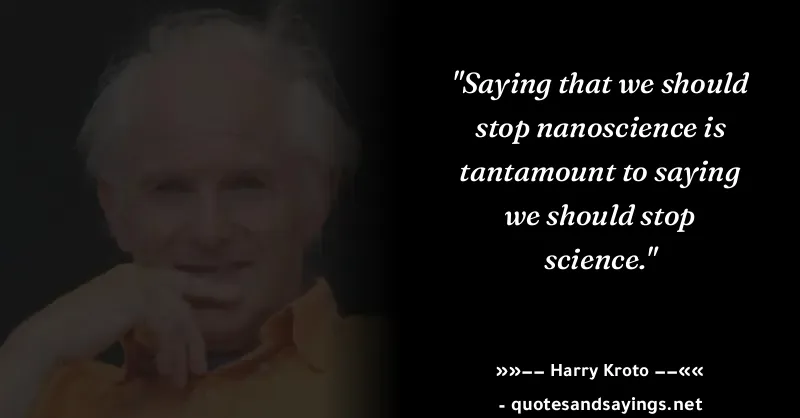 "Saying that we should
stop nanoscience is
tantamount to saying
we should stop
science."
»»−− Harry Kroto −−««
- quotesandsayings.net